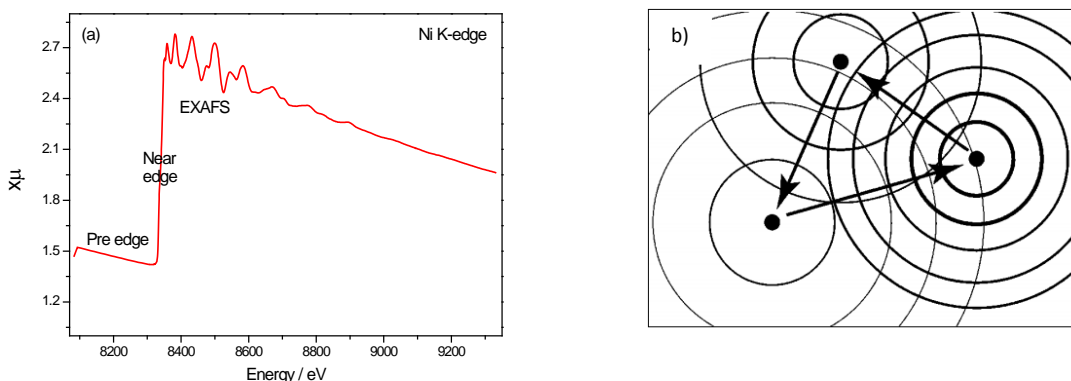 (a)
Ni K-edge
2.7
2.4
2.1
1.8
1.5
1.2
EXAFS
Near
edge
Pre edge
xμ
8200 8400 8600 8800 9000 9200
Energy / eV
b)